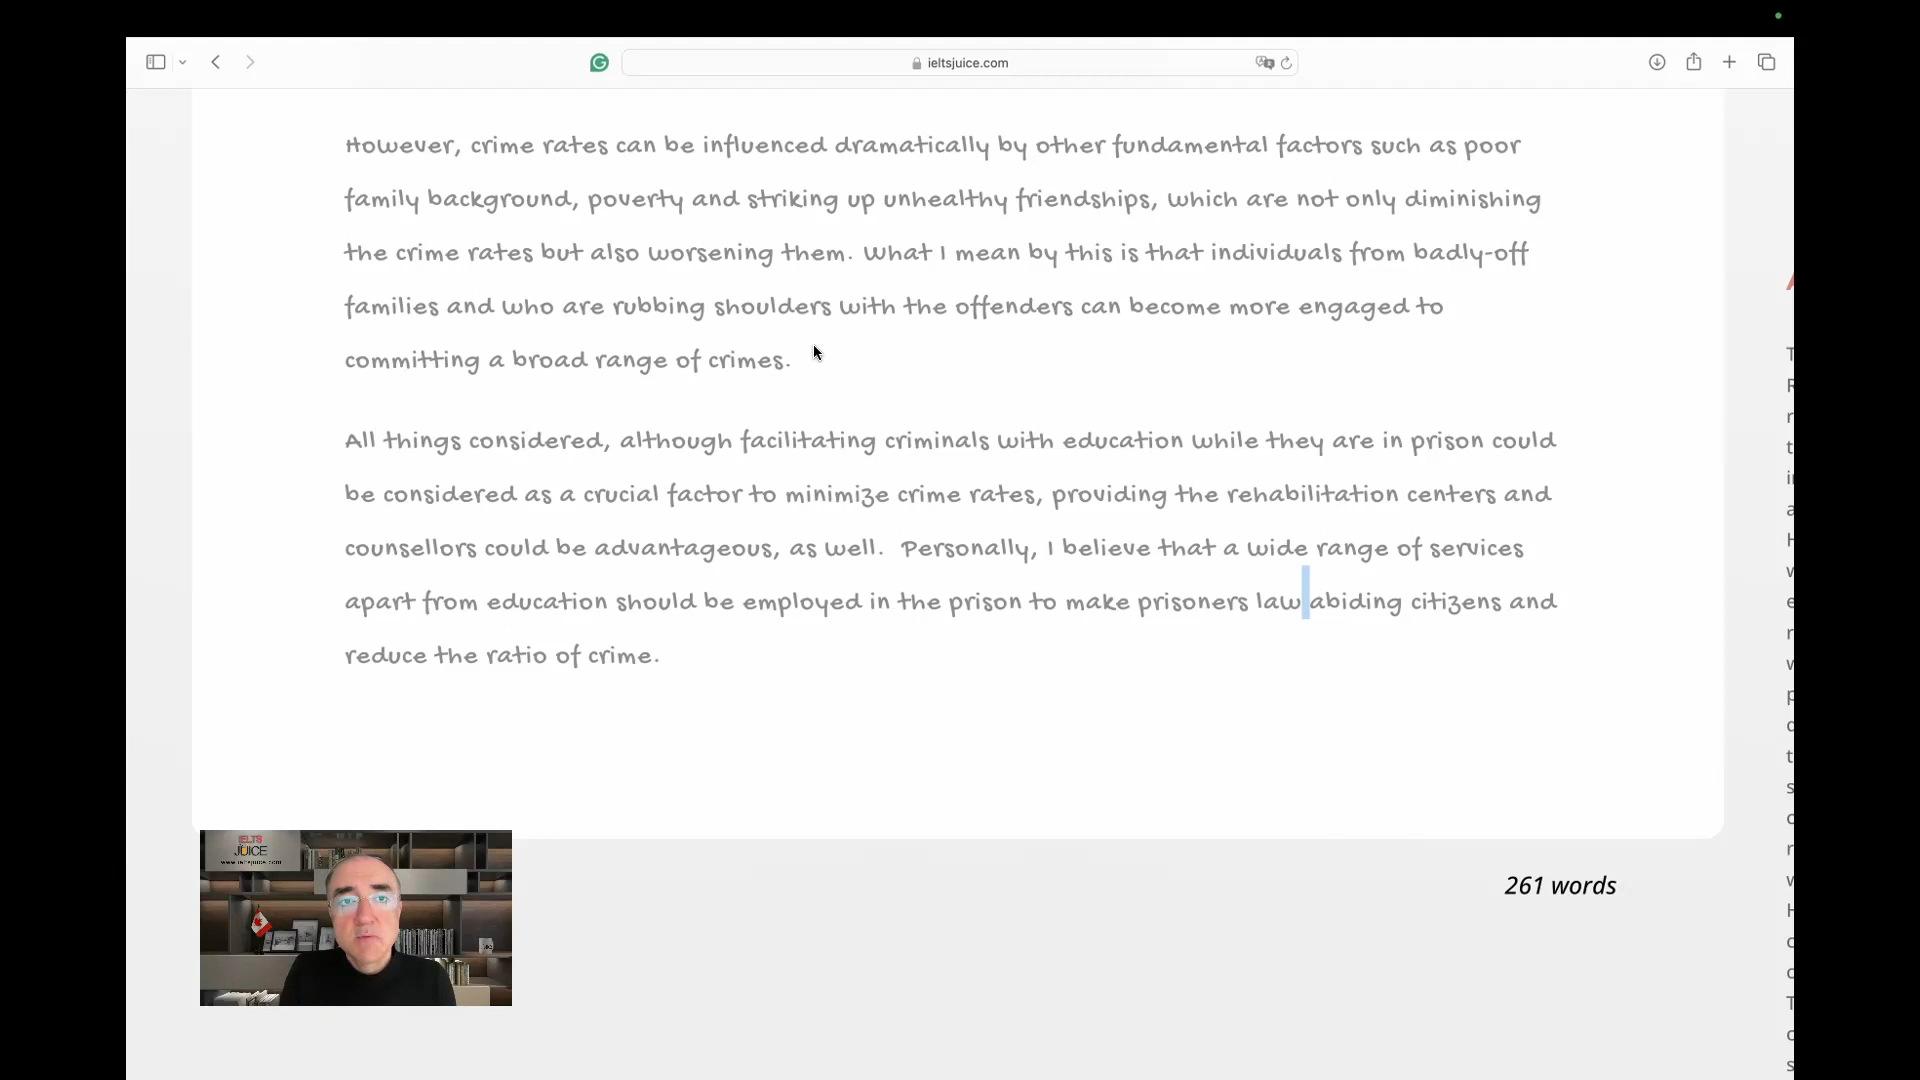 ieltsjuice.com
However, crime rates can be influenced dramatically by other fundamental factors such as poor
family background, poverty and striking up unhealthy friendships, which are not only diminishing
the crime rates but also worsening them. What I mean by this is that individuals from badly-off
families and who are rubbing shoulders with the offenders can become more engaged to
committing a broad range of crimes.
All things considered, although facilitating criminals with education while they are in prison could
be considered as a crucial factor to minimize crime rates, providing the rehabilitation centers and
counsellors could be advantageous, as well. Personally, I believe that a wide range of services
apart from education should be employed in the prison to make prisoners law abiding citizens and
reduce the ratio of crime.
261 words
IELTS
JUICE
www.ieltsjuice.com